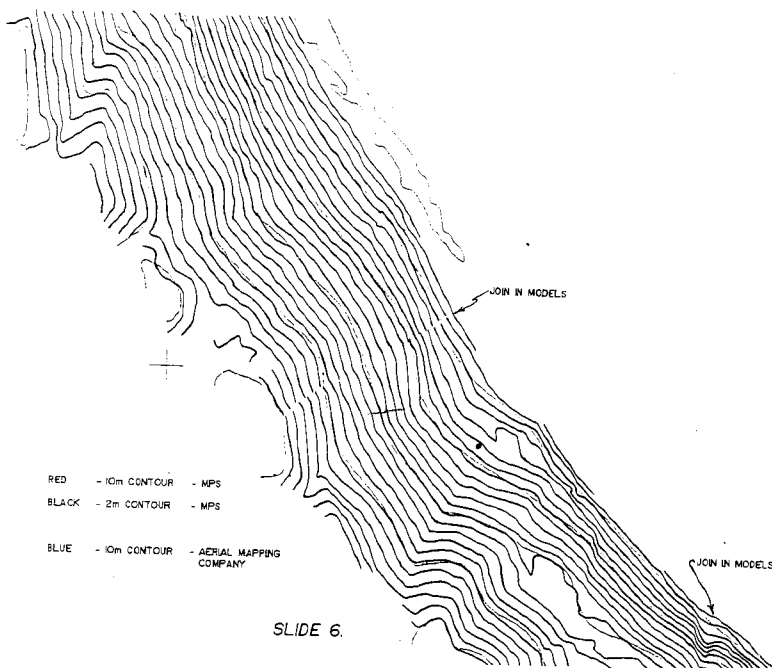 JOIN IN MODELS
RED - 10m CONTOUR - MPS
BLACK - 2m CONTOUR - MPS
BLUE - 10m CONTOUR - AERIAL MAPPING
COMPANY
JOIN IN MODELS
SLIDE 6.